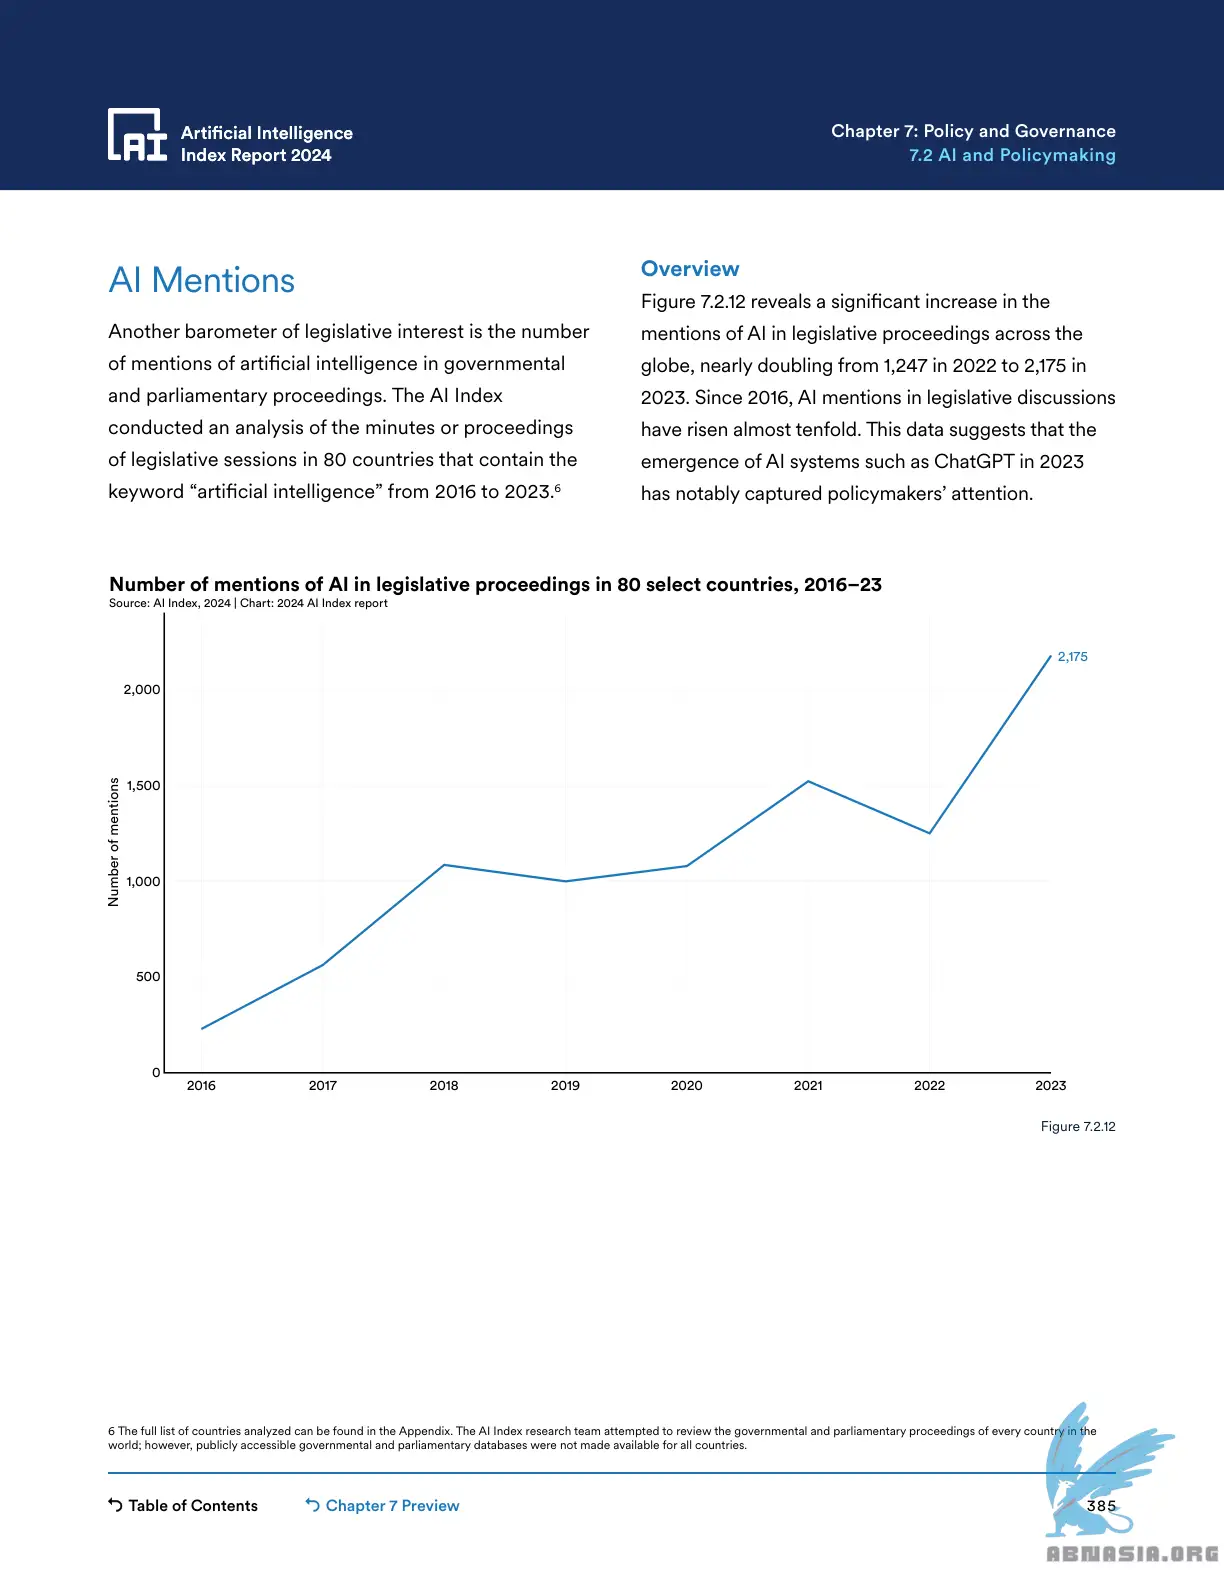 AI
Artificial Intelligence
Index Report 2024
Chapter 7: Policy and Governance
7.2 AI and Policymaking
AI Mentions
Another barometer of legislative interest is the number
of mentions of artificial intelligence in governmental
and parliamentary proceedings. The AI Index
conducted an analysis of the minutes or proceedings
of legislative sessions in 80 countries that contain the
keyword “artificial intelligence” from 2016 to 2023.⁶
Overview
Figure 7.2.12 reveals a significant increase in the
mentions of AI in legislative proceedings across the
globe, nearly doubling from 1,247 in 2022 to 2,175 in
2023. Since 2016, AI mentions in legislative discussions
have risen almost tenfold. This data suggests that the
emergence of AI systems such as ChatGPT in 2023
has notably captured policymakers’ attention.
Number of mentions of AI in legislative proceedings in 80 select countries, 2016–23
Source: AI Index, 2024 | Chart: 2024 AI Index report
2,175
2,000
1,500
1,000
500
0
Number of mentions
2016 2017 2018 2019 2020 2021 2022 2023
Figure 7.2.12
6 The full list of countries analyzed can be found in the Appendix. The AI Index research team attempted to review the governmental and parliamentary proceedings of every country in the
world; however, publicly accessible governmental and parliamentary databases were not made available for all countries.
Table of Contents
Chapter 7 Preview
385
ABNASIA.ORG